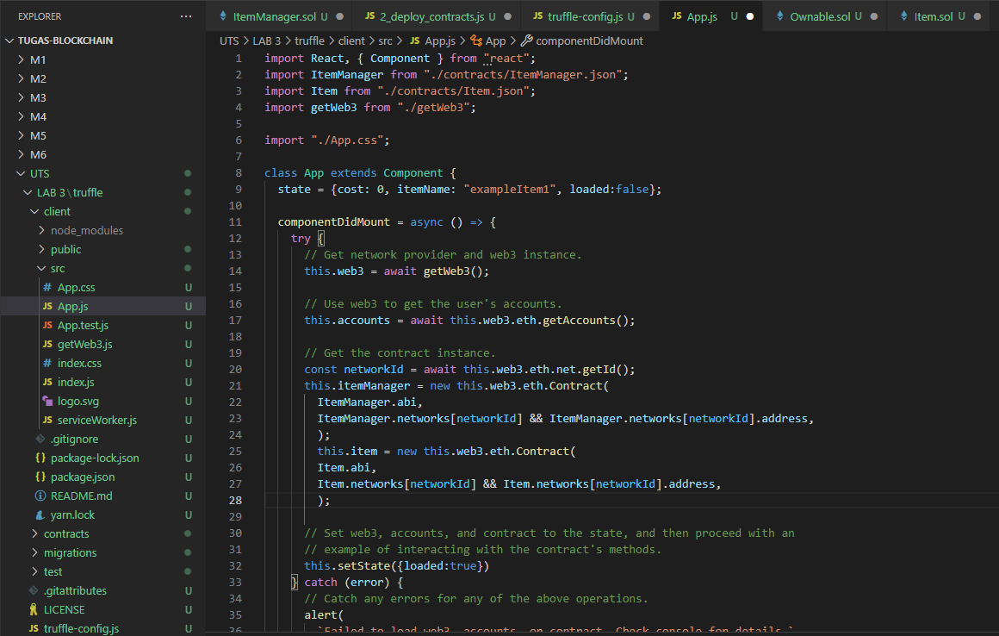 EXPLORER
TUGAS-BLOCKCHAIN
M1
M2
M3
M4
M5
M6
UTS
LAB 3\truffle
client
node_modules
public
src
# App.css U
JS App.js U
JS App.test.js U
JS getWeb3.js U
# index.css U
JS index.js U
logo.svg U
JS serviceWorker.js U
.gitignore U
{} package-lock.json U
{} package.json U
README.md U
yarn.lock U
contracts
migrations
test
.gitattributes U
LICENSE U
JS truffle-config.js U
ItemManager.sol U
JS 2_deploy_contracts.js U
JS truffle-config.js U
JS App.js U
Ownable.sol U
Item.sol U
UTS > LAB 3 > truffle > client > src > JS App.js > App > componentDidMount
1 import React, { Component } from "react";
2 import ItemManager from "./contracts/ItemManager.json";
3 import Item from "./contracts/Item.json";
4 import getWeb3 from "./getWeb3";
5
6 import "./App.css";
7
8 class App extends Component {
9 state = {cost: 0, itemName: "exampleItem1", loaded:false};
10
11 componentDidMount = async () => {
12 try {
13 // Get network provider and web3 instance.
14 this.web3 = await getWeb3();
15
16 // Use web3 to get the user's accounts.
17 this.accounts = await this.web3.eth.getAccounts();
18
19 // Get the contract instance.
20 const networkId = await this.web3.eth.net.getId();
21 this.itemManager = new this.web3.eth.Contract(
22 ItemManager.abi,
23 ItemManager.networks[networkId] && ItemManager.networks[networkId].address,
24 );
25 this.item = new this.web3.eth.Contract(
26 Item.abi,
27 Item.networks[networkId] && Item.networks[networkId].address,
28 );
29
30 // Set web3, accounts, and contract to the state, and then proceed with an
31 // example of interacting with the contract's methods.
32 this.setState({loaded:true})
33 } catch (error) {
34 // Catch any errors for any of the above operations.
35 alert(
36 `Failed to load web3, accounts, or contract. Check console for details.`